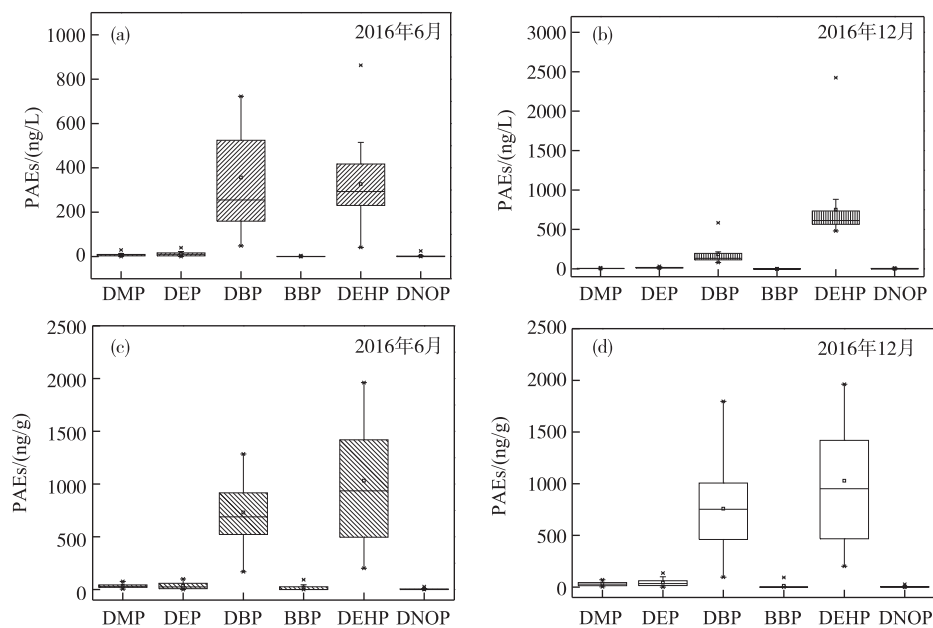 (a) 2016年6月
PAEs/(ng/L)
1000
800
600
400
200
0
DMP DEP DBP BBP DEHP DNOP
(b) 2016年12月
PAEs/(ng/L)
3000
2500
2000
1500
1000
500
0
DMP DEP DBP BBP DEHP DNOP
(c) 2016年6月
PAEs/(ng/g)
2500
2000
1500
1000
500
0
DMP DEP DBP BBP DEHP DNOP
(d) 2016年12月
PAEs/(ng/g)
2500
2000
1500
1000
500
0
DMP DEP DBP BBP DEHP DNOP